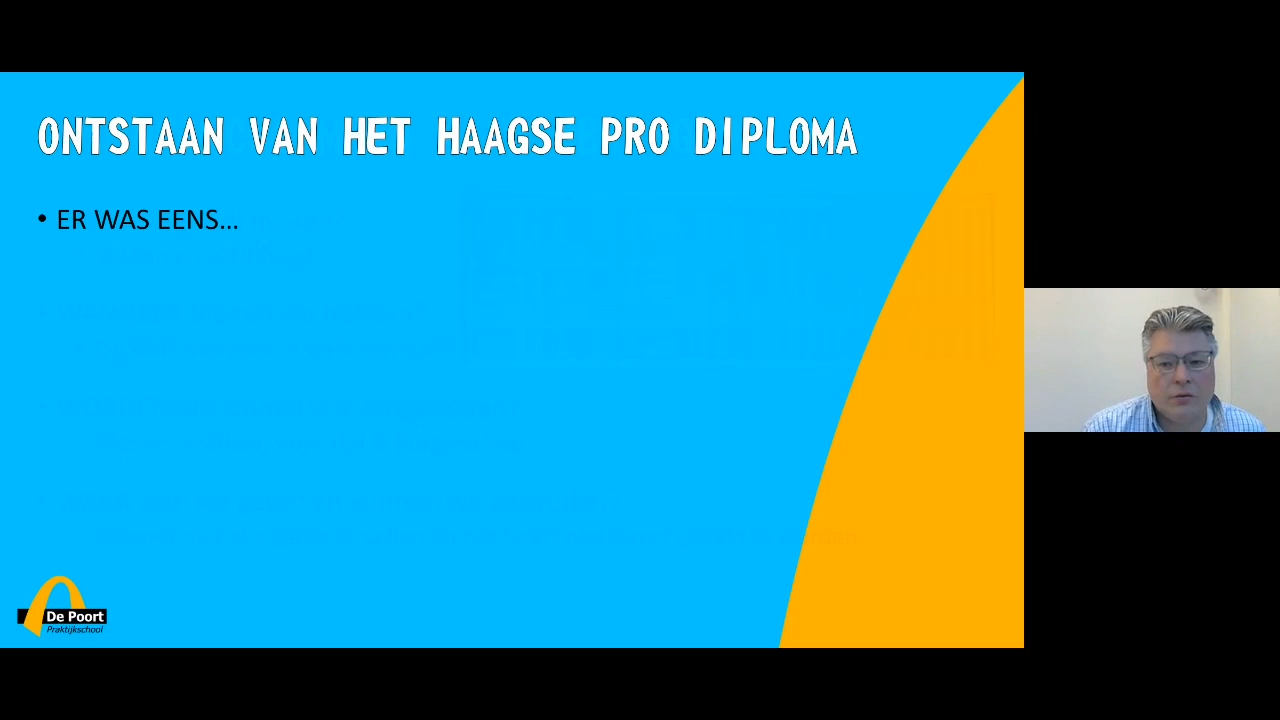 ONTSTAAN VAN HET HAAGSE PRO DIPLOMA
• ER WAS EENS...
De Poort
Praktijkschool